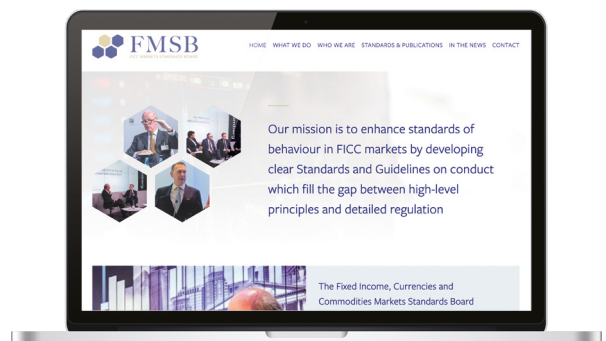 FMSB
FICC MARKETS STANDARDS BOARD
HOME WHAT WE DO WHO WE ARE STANDARDS & PUBLICATIONS IN THE NEWS CONTACT
Our mission is to enhance standards of
behaviour in FICC markets by developing
clear Standards and Guidelines on conduct
which fill the gap between high-level
principles and detailed regulation
The Fixed Income, Currencies and
Commodities Markets Standards Board